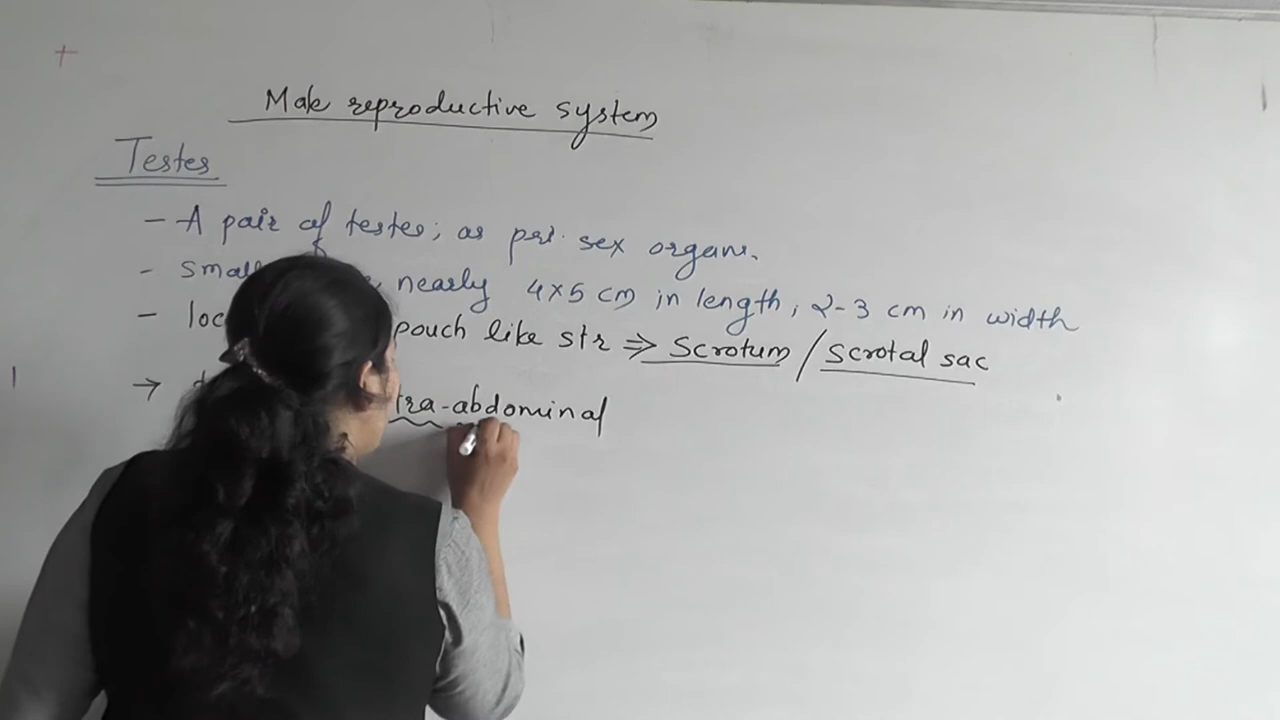 Male reproductive system
Testes
- A pair of testes; as pri. sex organs.
- small nearly 4x5 cm in length, 2-3 cm in width
- pouch like str ⇒ Scrotum / scrotal sac
→ tra-abdominal